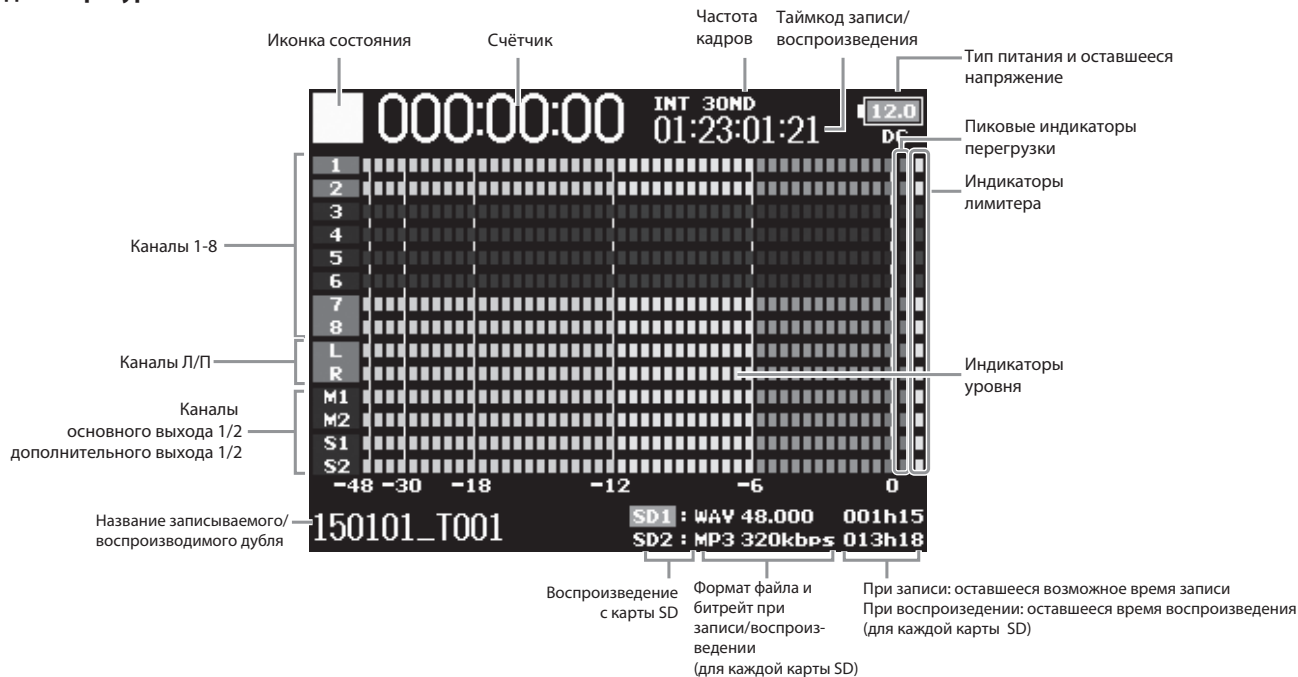 Частота кадров
Таймкод записи/
воспроизведения
Иконка состояния
Счётчик
Тип питания и оставшееся
напряжение
000:00:00
INT 30ND
01:23:01:21
12.0
DC
Пиковые индикаторы
перегрузки
Индикаторы
лимитера
1
2
3
4
5
6
7
8
L
R
M1
M2
S1
S2
Каналы 1-8
Каналы Л/П
Индикаторы
уровня
Каналы
основного выхода 1/2
дополнительного выхода 1/2
-48 -30 -18 -12 -6 0
Название записываемого/
воспроизводимого дубля
150101_T001
SD1 : WAV 48.000 001h15
SD2 : MP3 320kbps 013h18
Воспроизведение
с карты SD
Формат файла и
битрейт при
записи/воспроиз-
ведении
(для каждой карты SD)
При записи: оставшееся возможное время записи
При воспроизедении: оставшееся время воспроизведения
(для каждой карты SD)